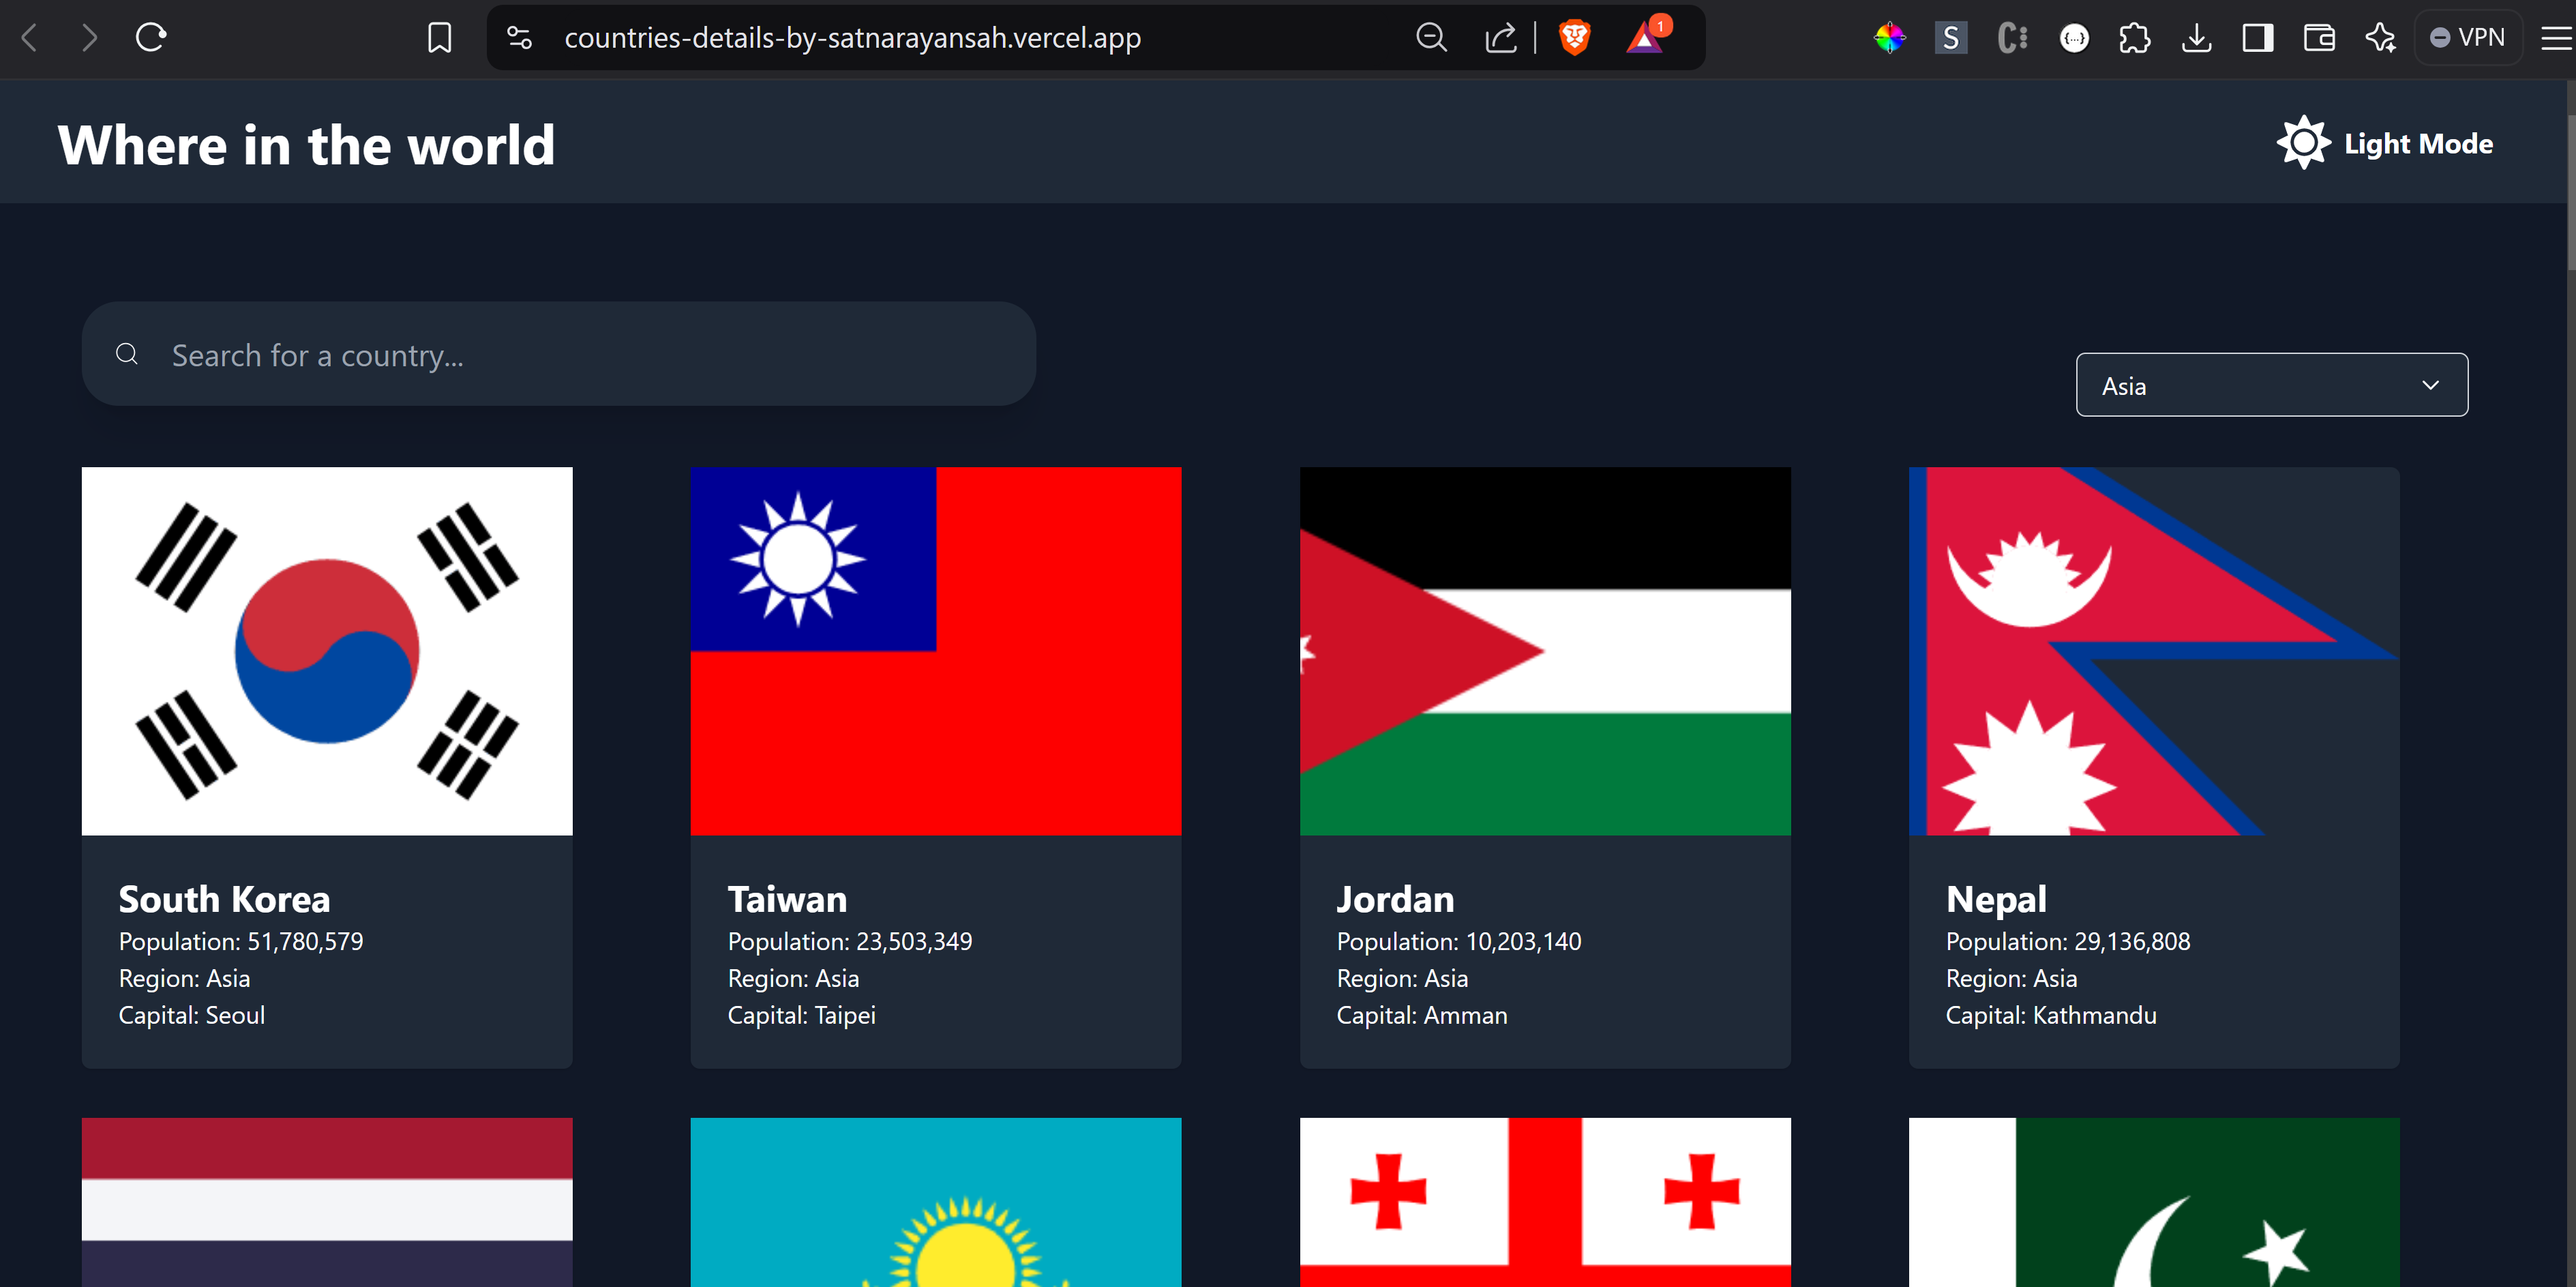 countries-details-by-satnarayansah.vercel.app
1
S
C
{...}
VPN
Where in the world
Light Mode
Search for a country...
Asia
South Korea
Population: 51,780,579
Region: Asia
Capital: Seoul
Taiwan
Population: 23,503,349
Region: Asia
Capital: Taipei
Jordan
Population: 10,203,140
Region: Asia
Capital: Amman
Nepal
Population: 29,136,808
Region: Asia
Capital: Kathmandu